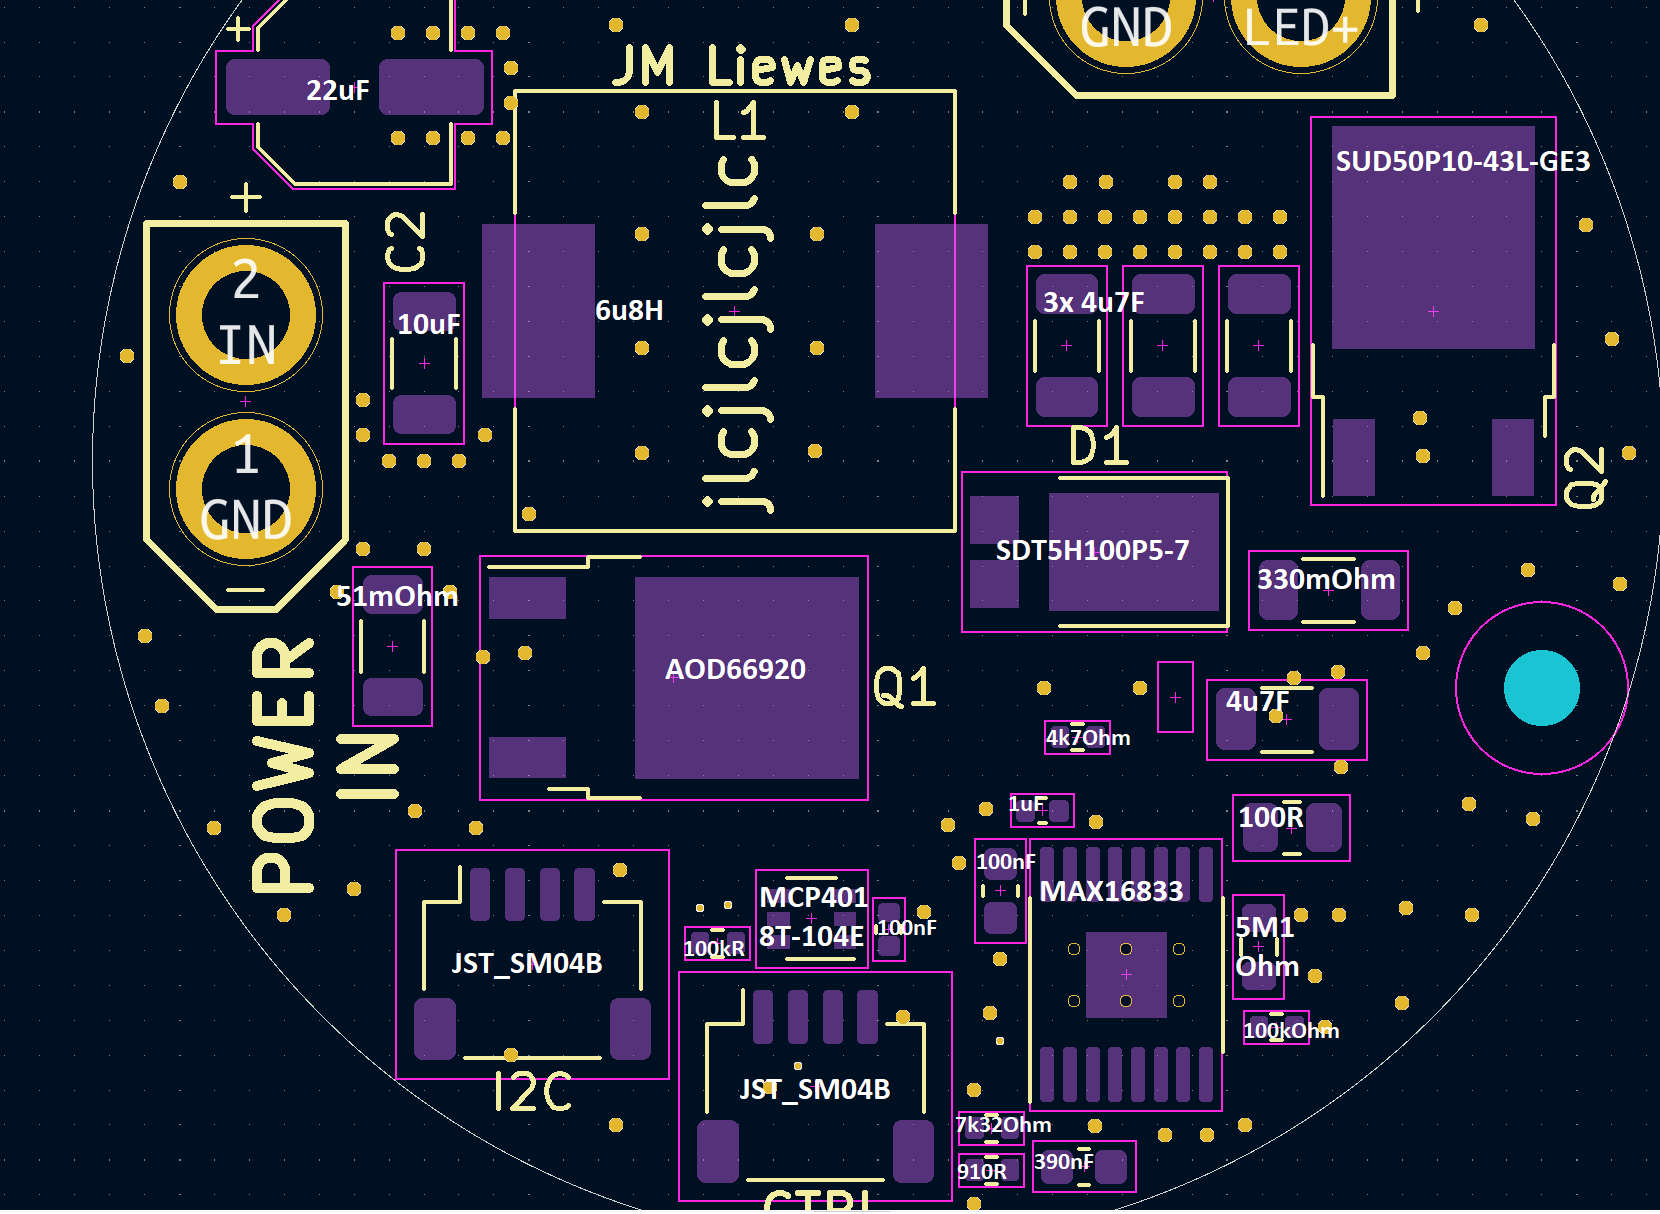 +
22uF
JM Liewes
L1
jlcjlcjlcjlc
GND
LED+
SUD50P10-43L-GE3
+
2
IN
1
GND
C2
10uF
6u8H
3x 4u7F
D1
Q2
SDT5H100P5-7
330mOhm
51mOhm
AOD66920
Q1
POWER
IN
4u7F
4k7Ohm
1uF
100R
100nF
MAX16833
MCP401
8T-104E
100nF
100kR
JST_SM04B
I2C
5M1
Ohm
100kOhm
JST_SM04B
7k32Ohm
910R
390nF